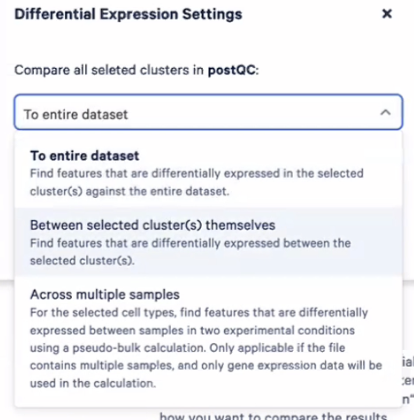 Differential Expression Settings
Compare all seleted clusters in postQC:
To entire dataset
To entire dataset
Find features that are differentially expressed in the selected
cluster(s) against the entire dataset.
Between selected cluster(s) themselves
Find features that are differentially expressed between the
selected cluster(s).
Across multiple samples
For the selected cell types, find features that are differentially
expressed between samples in two experimental conditions
using a pseudo-bulk calculation. Only applicable if the file
contains multiple samples, and only gene expression data will be
used in the calculation.
how you want to compare the results